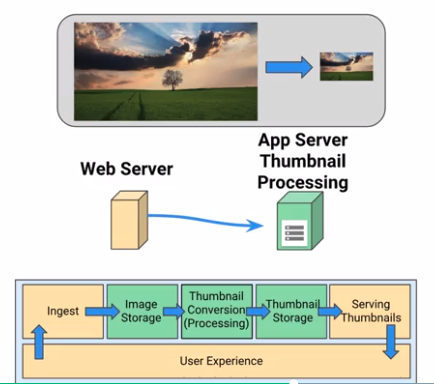 App Server
Thumbnail
Processing
Web Server
Ingest
Image
Storage
Thumbnail
Conversion
(Processing)
Thumbnail
Storage
Serving
Thumbnails
User Experience